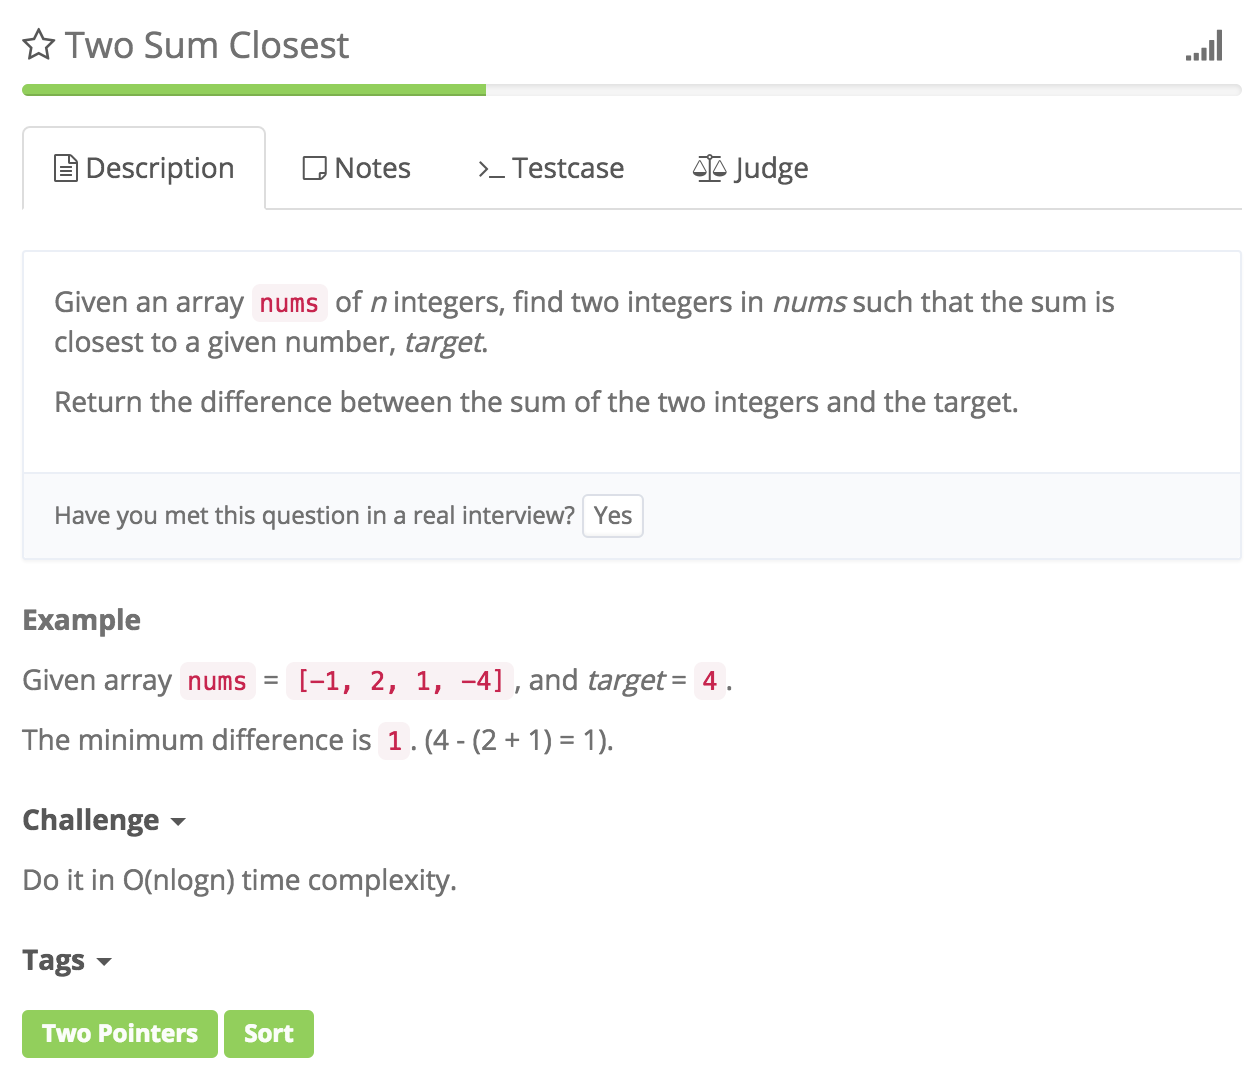 Two Sum Closest
Description Notes Testcase Judge
Given an array nums of n integers, find two integers in nums such that the sum is
closest to a given number, target.
Return the difference between the sum of the two integers and the target.
Have you met this question in a real interview? Yes
Example
Given array nums = [-1, 2, 1, -4], and target = 4.
The minimum difference is 1. (4 - (2 + 1) = 1).
Challenge
Do it in O(nlogn) time complexity.
Tags
Two Pointers Sort